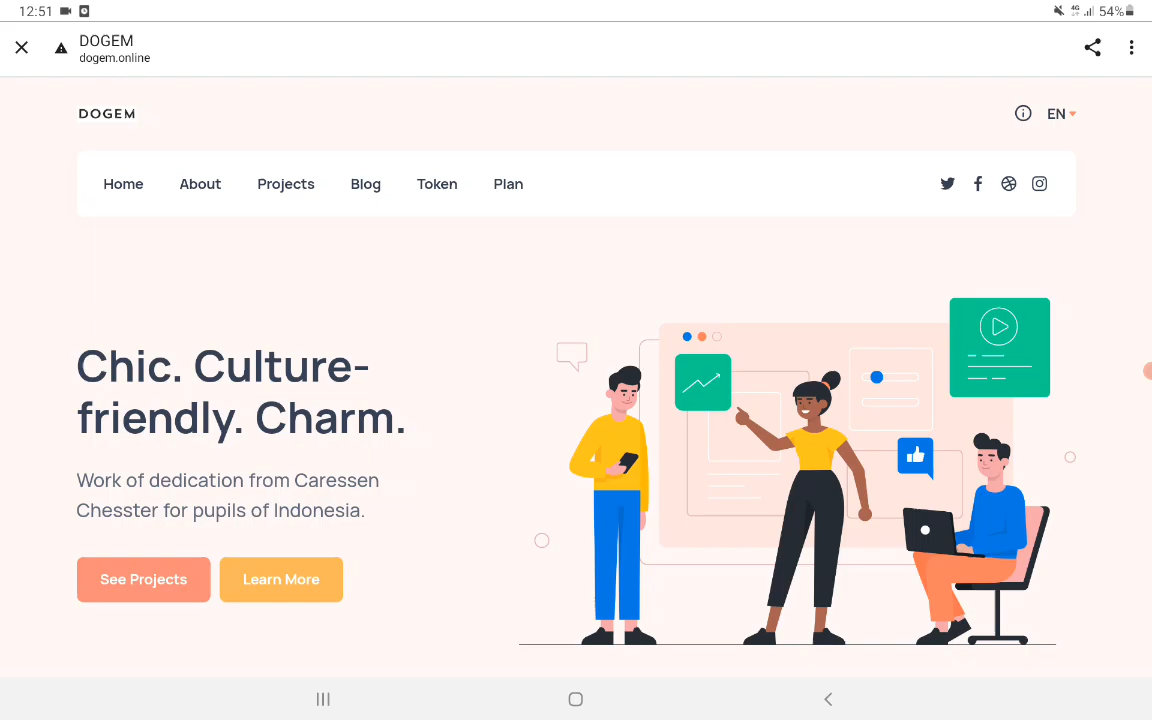 12:51
4G 54%
DOGEM
dogem.online
DOGEM
EN
Home About Projects Blog Token Plan
Chic. Culture-
friendly. Charm.
Work of dedication from Caressen
Chesster for pupils of Indonesia.
See Projects Learn More